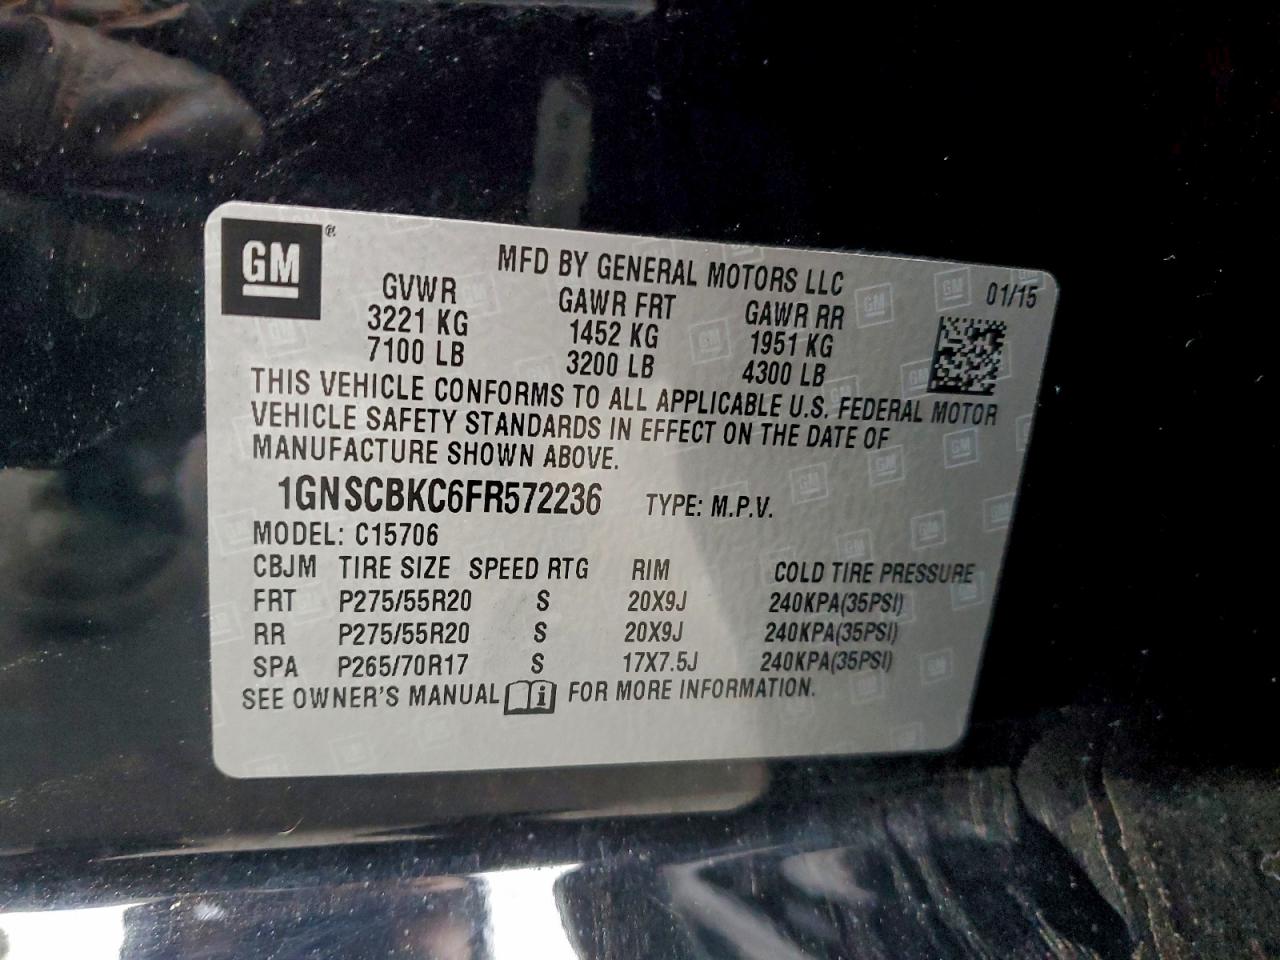 GM ®
MFD BY GENERAL MOTORS LLC
01/15
GVWR GAWR FRT GAWR RR
3221 KG 1452 KG 1951 KG
7100 LB 3200 LB 4300 LB
THIS VEHICLE CONFORMS TO ALL APPLICABLE U.S. FEDERAL MOTOR
VEHICLE SAFETY STANDARDS IN EFFECT ON THE DATE OF
MANUFACTURE SHOWN ABOVE.
1GNSCBKC6FR572236 TYPE: M.P.V.
MODEL: C15706
CBJM TIRE SIZE SPEED RTG RIM COLD TIRE PRESSURE
FRT P275/55R20 S 20X9J 240KPA(35PSI)
RR P275/55R20 S 20X9J 240KPA(35PSI)
SPA P265/70R17 S 17X7.5J 240KPA(35PSI)
SEE OWNER'S MANUAL i FOR MORE INFORMATION.